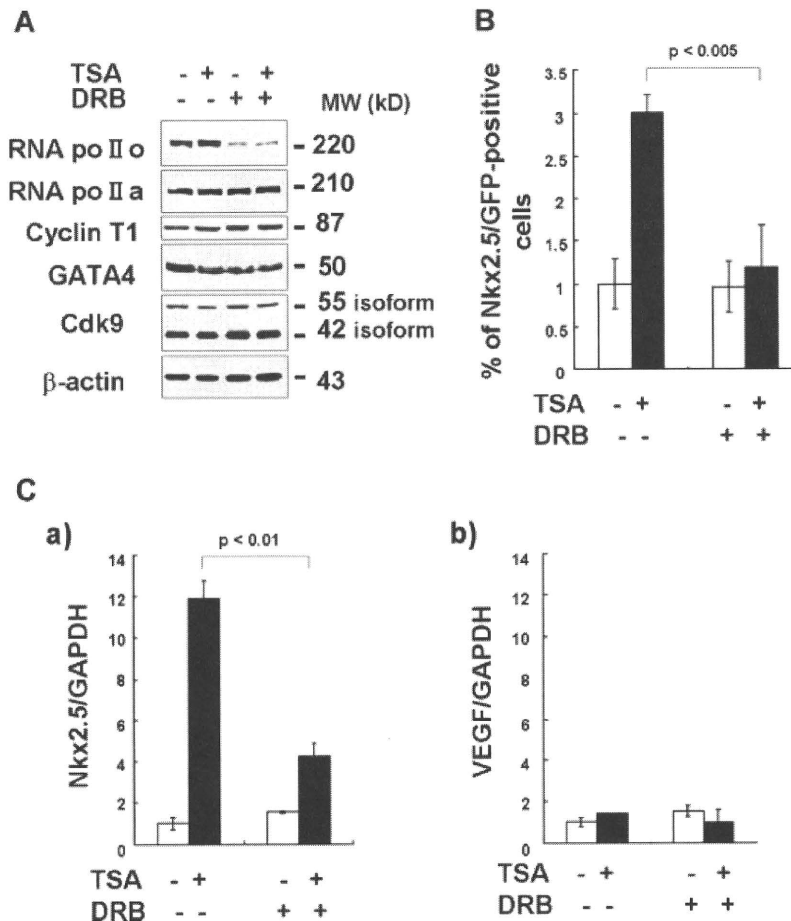 A
TSA - + - +
DRB - - + +
MW (kD)
RNA po II o - 220
RNA po II a - 210
Cyclin T1 - 87
GATA4 - 50
Cdk9 - 55 isoform
- 42 isoform
β-actin - 43
B
p < 0.005
% of Nkx2.5/GFP-positive
cells
3.5
3
2.5
2
1.5
1
0.5
0
TSA - + - +
DRB - - + +
C
a)
p < 0.01
Nkx2.5/GAPDH
14
12
10
8
6
4
2
0
TSA - + - +
DRB - - + +
b)
VEGF/GAPDH
14
12
10
8
6
4
2
0
TSA - + - +
DRB - - + +